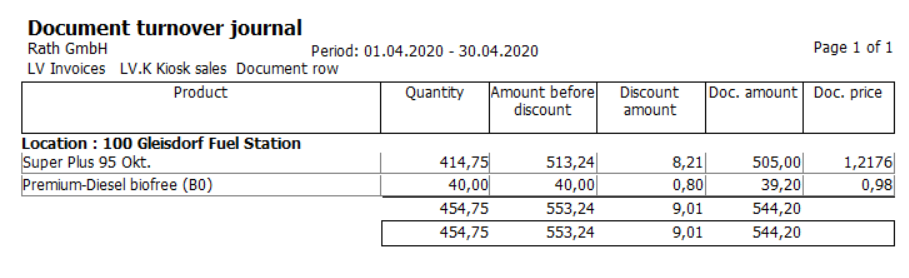 Document turnover journal
Rath GmbH Period: 01.04.2020 - 30.04.2020 Page 1 of 1
LV Invoices LV.K Kiosk sales Document row
Product Quantity Amount before discount Discount amount Doc. amount Doc. price
Location : 100 Gleisdorf Fuel Station
Super Plus 95 Okt. 414,75 513,24 8,21 505,00 1,2176
Premium-Diesel biofree (B0) 40,00 40,00 0,80 39,20 0,98
454,75 553,24 9,01 544,20
454,75 553,24 9,01 544,20